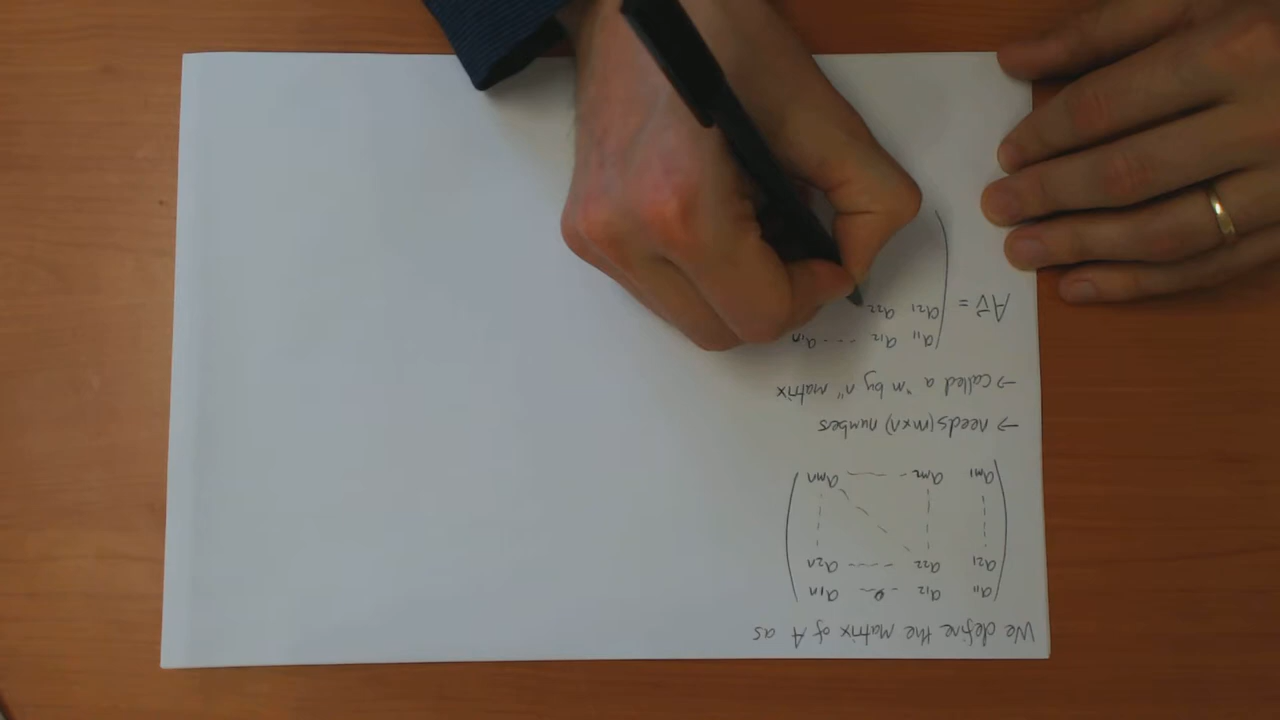 We define the matrix of A as
a11 a12 - - a1n
a21 a22 - - - - a2n
am1 am2 - - am n
→ needs (m×n) numbers
→ called a "m by n" matrix
a11 a12 - - - a1n
Av⃗ = a21 a22